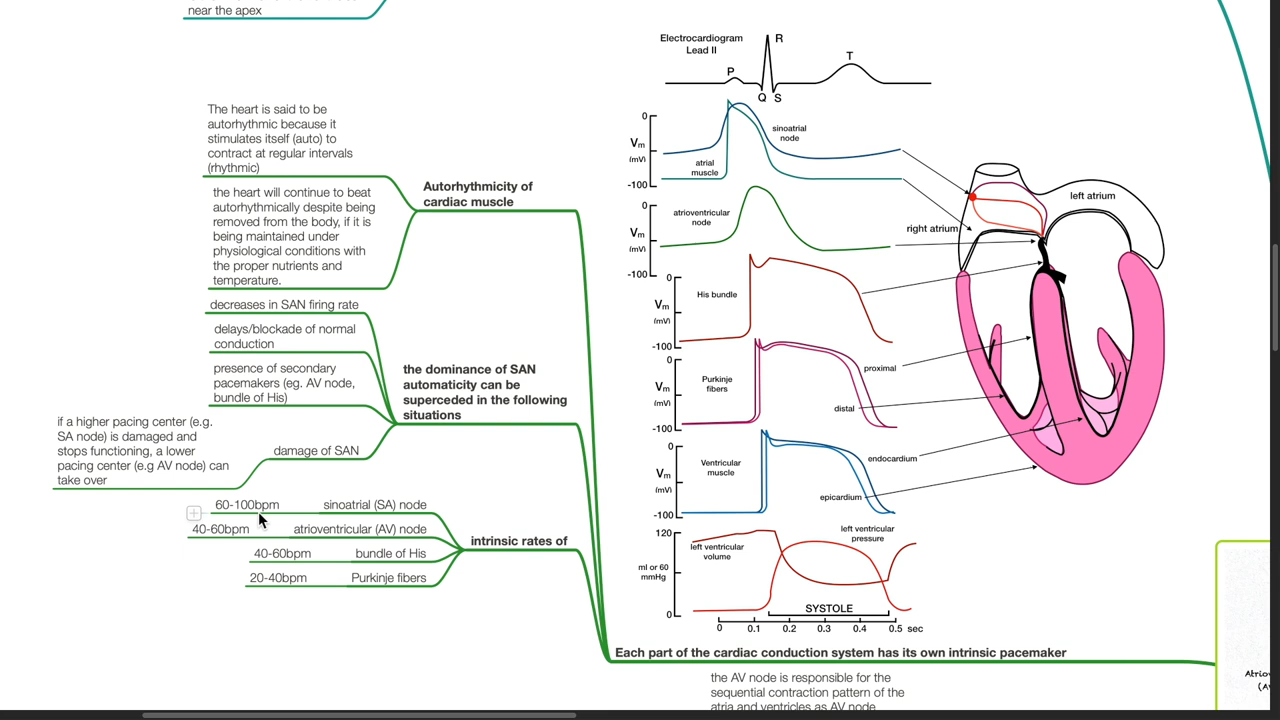 near the apex
The heart is said to be
autorhythmic because it
stimulates itself (auto) to
contract at regular intervals
(rhythmic)
the heart will continue to beat
autorhythmically despite being
removed from the body, if it is
being maintained under
physiological conditions with
the proper nutrients and
temperature.
Autorhythmicity of
cardiac muscle
decreases in SAN firing rate
delays/blockade of normal
conduction
presence of secondary
pacemakers (eg. AV node,
bundle of His)
damage of SAN
if a higher pacing center (e.g.
SA node) is damaged and
stops functioning, a lower
pacing center (e.g AV node) can
take over
the dominance of SAN
automaticity can be
superceded in the following
situations
60-100bpm
sinoatrial (SA) node
40-60bpm
atrioventricular (AV) node
40-60bpm
bundle of His
20-40bpm
Purkinje fibers
intrinsic rates of
Electrocardiogram
Lead II
P
R
Q S
T
0
Vm
(mV)
-100
sinoatrial
node
atrial
muscle
0
Vm
(mV)
-100
atrioventricular
node
0
Vm
(mV)
-100
His bundle
0
Vm
(mV)
-100
Purkinje
fibers
proximal
distal
0
Vm
(mV)
-100
Ventricular
muscle
endocardium
epicardium
120
ml or 60
mmHg
0
left ventricular
volume
left ventricular
pressure
SYSTOLE
0 0.1 0.2 0.3 0.4 0.5 sec
right atrium
left atrium
Each part of the cardiac conduction system has its own intrinsic pacemaker
the AV node is responsible for the
sequential contraction pattern of the
atria and ventricles as AV node